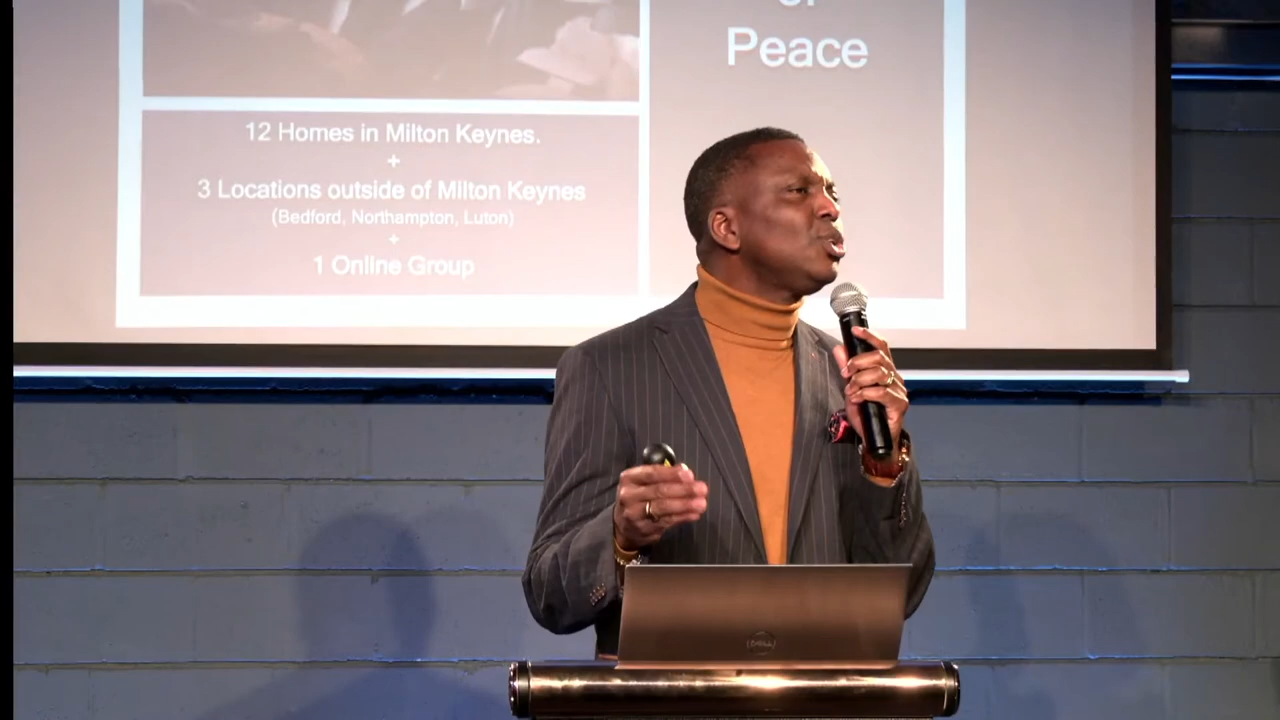 Peace
12 Homes in Milton Keynes.
+
3 Locations outside of Milton Keynes
(Bedford, Northampton, Luton)
+
1 Online Group